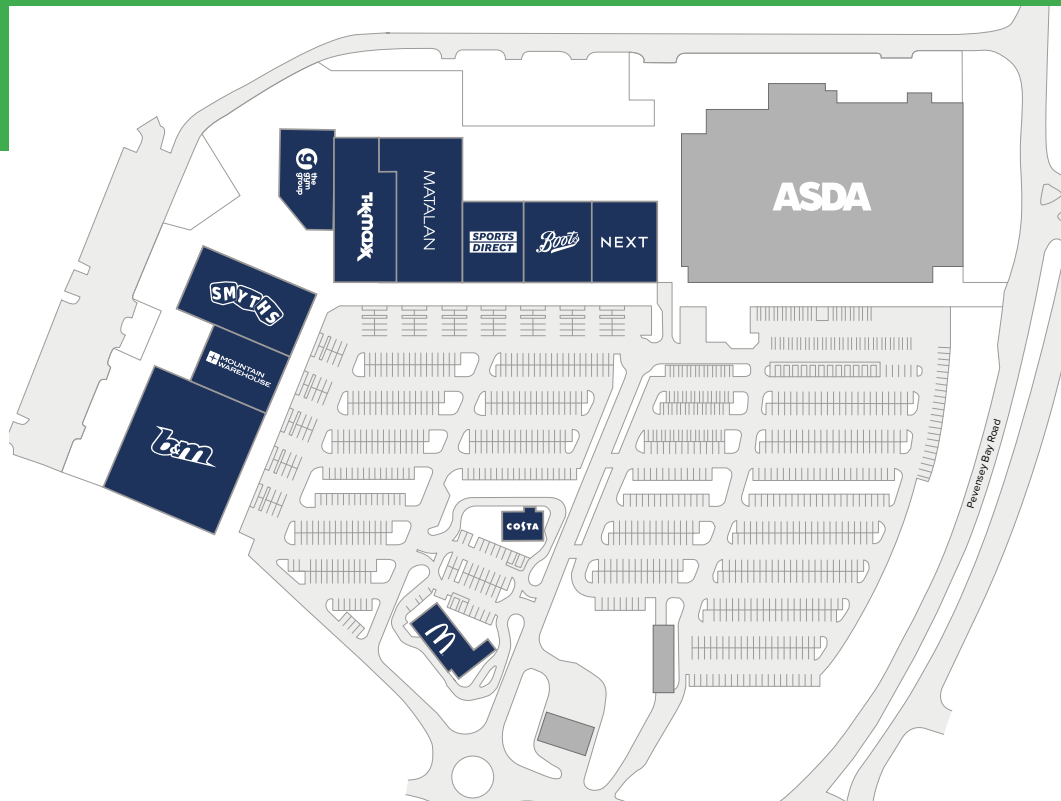 the
gym
group
TK-maxx
MATALAN
SPORTS
DIRECT
Boots
NEXT
ASDA
SMYTHS
MOUNTAIN
WAREHOUSE
b&m
COSTA
M
Pevensey Bay Road